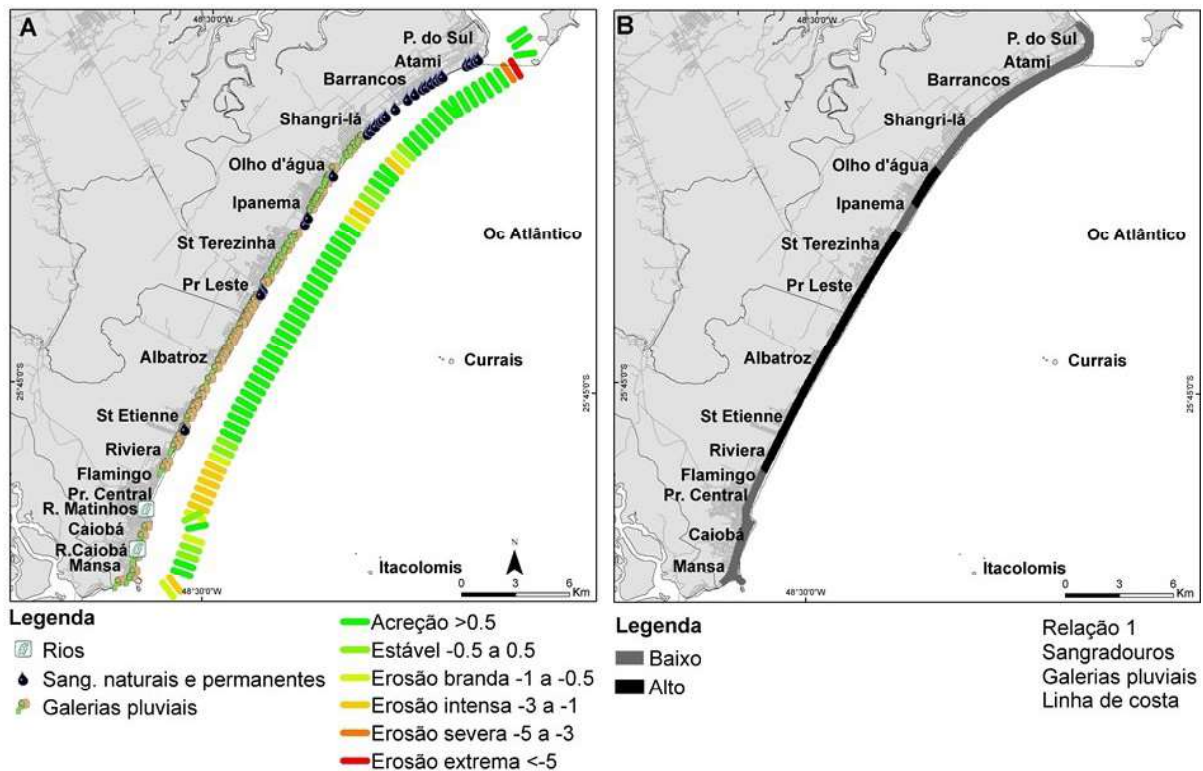 A
48°30'0"W
P. do Sul
Atami
Barrancos
Shangri-lá
Olho d'água
Ipanema
St Terezinha
Oc Atlântico
Pr Leste
Albatroz
Currais
25°45'0"S
25°45'0"S
St Etienne
Riviera
Flamingo
Pr. Central
R. Matinhos
Caiobá
R.Caiobá
Mansa
Itacolomis
N
0 3 6
Km
48°30'0"W
Legenda
Rios
Sang. naturais e permanentes
Galerias pluviais
Acreção >0.5
Estável -0.5 a 0.5
Erosão branda -1 a -0.5
Erosão intensa -3 a -1
Erosão severa -5 a -3
Erosão extrema <-5
B
48°30'0"W
P. do Sul
Atami
Barrancos
Shangri-lá
Olho d'água
Ipanema
St Terezinha
Oc Atlântico
Pr Leste
Albatroz
Currais
25°45'0"S
25°45'0"S
St Etienne
Riviera
Flamingo
Pr. Central
Caiobá
Mansa
Itacolomis
0 3 6
Km
48°30'0"W
Legenda
Baixo
Alto
Relação 1
Sangradouros
Galerias pluviais
Linha de costa